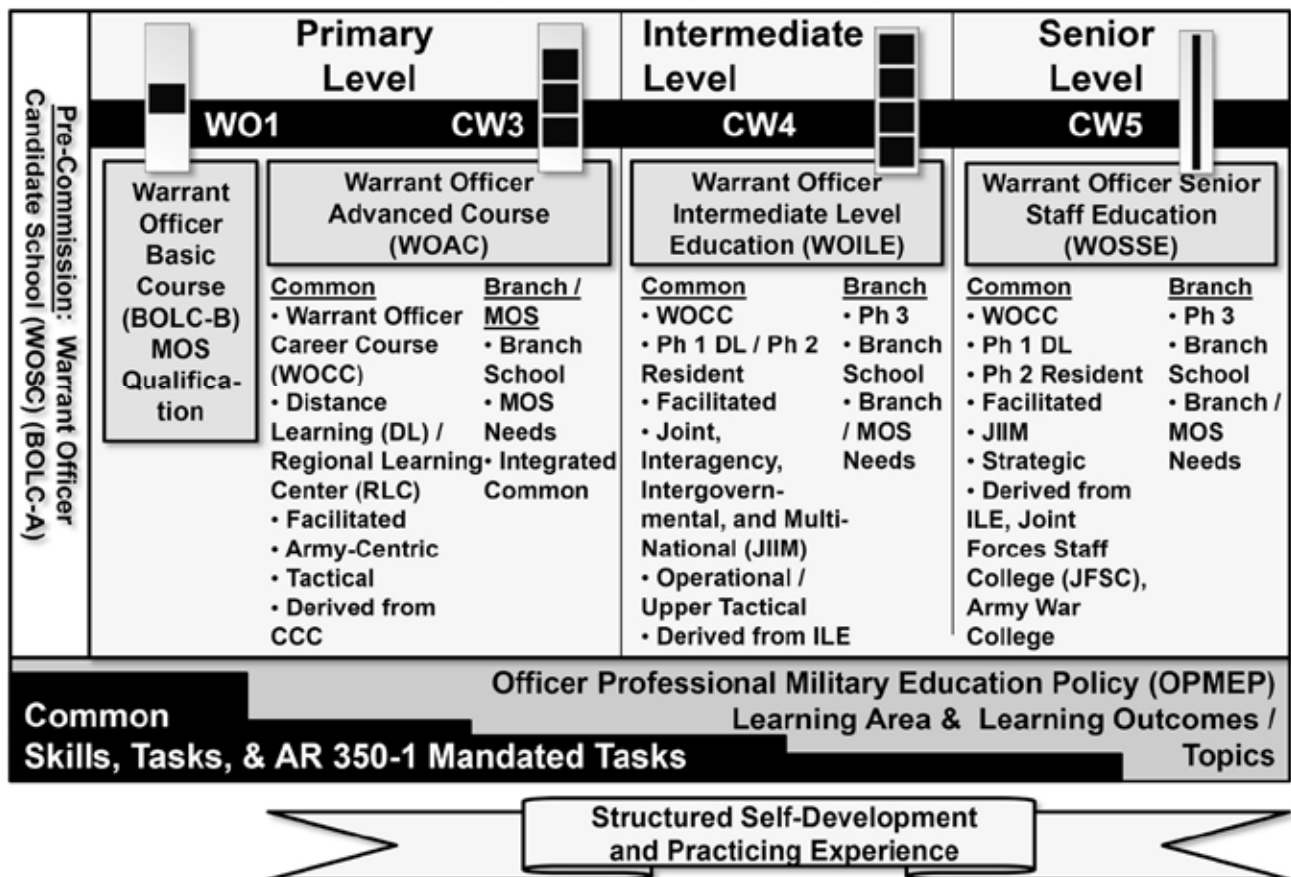 Primary
Level
Intermediate
Level
Senior
Level
WO1
CW3
CW4
CW5
Pre-Commission: Warrant Officer
Candidate School (WOSC) (BOLC-A)
Warrant
Officer
Basic
Course
(BOLC-B)
MOS
Qualifica-
tion
Warrant Officer
Advanced Course
(WOAC)
Common
• Warrant Officer
Career Course
(WOCC)
• Distance
Learning (DL) /
Regional Learning
Center (RLC)
• Facilitated
• Army-Centric
• Tactical
• Derived from
CCC
Branch /
MOS
• Branch
School
• MOS
Needs
• Integrated
Common
Warrant Officer
Intermediate Level
Education (WOILE)
Common
• WOCC
• Ph 1 DL / Ph 2
Resident
• Facilitated
• Joint,
Interagency,
Intergovern-
mental, and Multi-
National (JIIM)
• Operational /
Upper Tactical
• Derived from ILE
Branch
• Ph 3
• Branch
School
• Branch
/ MOS
Needs
Warrant Officer Senior
Staff Education
(WOSSE)
Common
• WOCC
• Ph 1 DL
• Ph 2 Resident
• Facilitated
• JIIM
• Strategic
• Derived from
ILE, Joint
Forces Staff
College (JFSC),
Army War
College
Branch
• Ph 3
• Branch
School
• Branch /
MOS
Needs
Officer Professional Military Education Policy (OPMEP)
Learning Area & Learning Outcomes /
Topics
Common
Skills, Tasks, & AR 350-1 Mandated Tasks
Structured Self-Development
and Practicing Experience